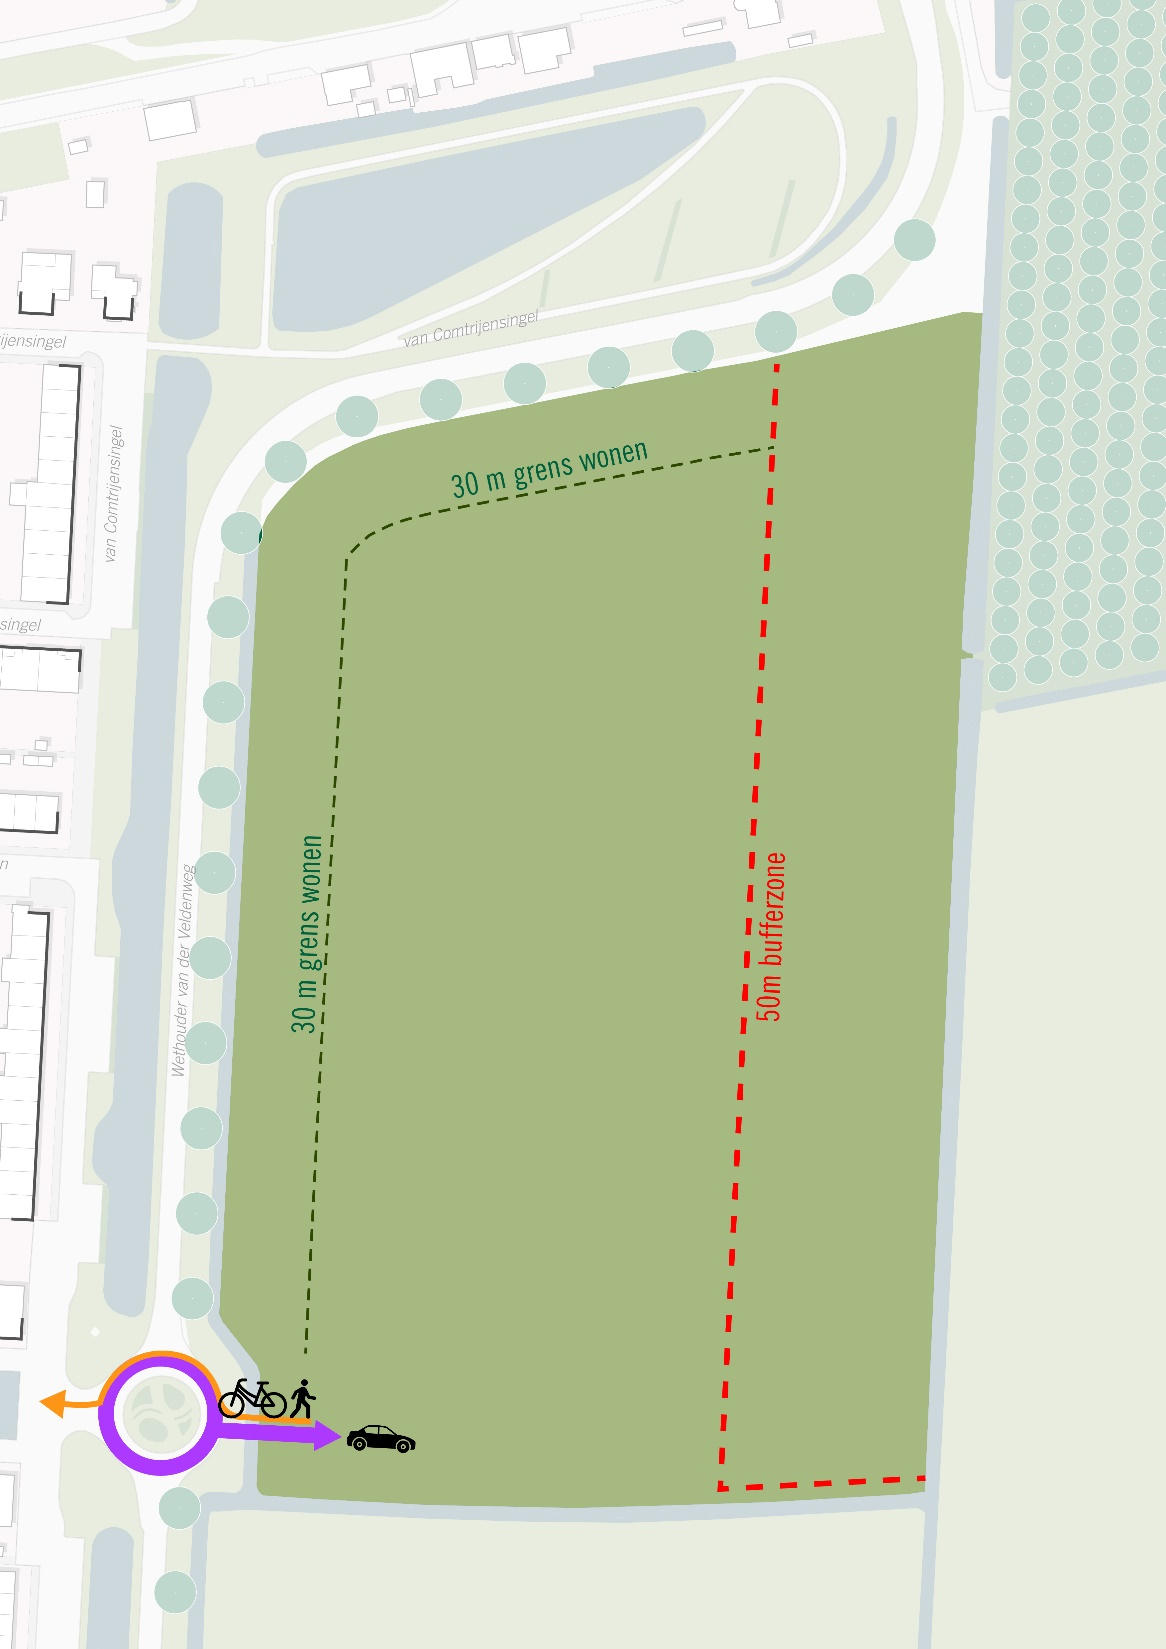 van Comtrijensingel
ijensingel
van Comtrijensingel
30 m grens wonen
singel
50m bufferzone
30 m grens wonen
Wethouder van der Veldenweg
n